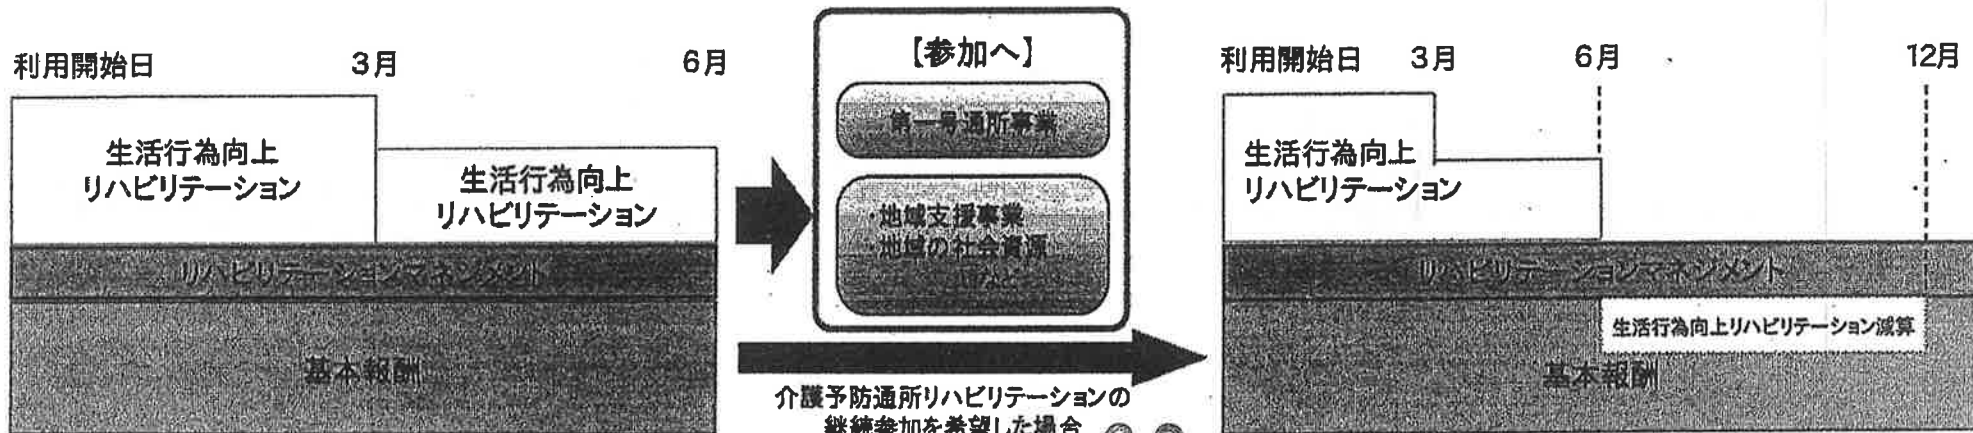 利用開始日
3月
6月
生活行為向上
リハビリテーション
生活行為向上
リハビリテーション
リハビリテーションマネジメント
基本報酬
【参加へ】
第一号通所事業
・地域支援事業
・地域の社会資源
など
介護予防通所リハビリテーションの
継続参加を希望した場合
利用開始日
3月
6月
12月
生活行為向上
リハビリテーション
リハビリテーションマネジメント
生活行為向上リハビリテーション減算
基本報酬